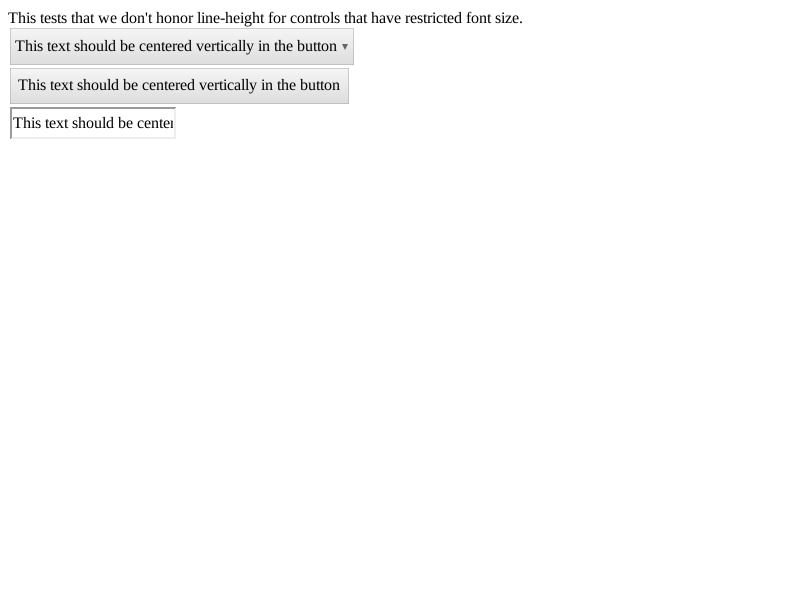 This tests that we don't honor line-height for controls that have restricted font size.
This text should be centered vertically in the button
This text should be centered vertically in the button
This text should be center